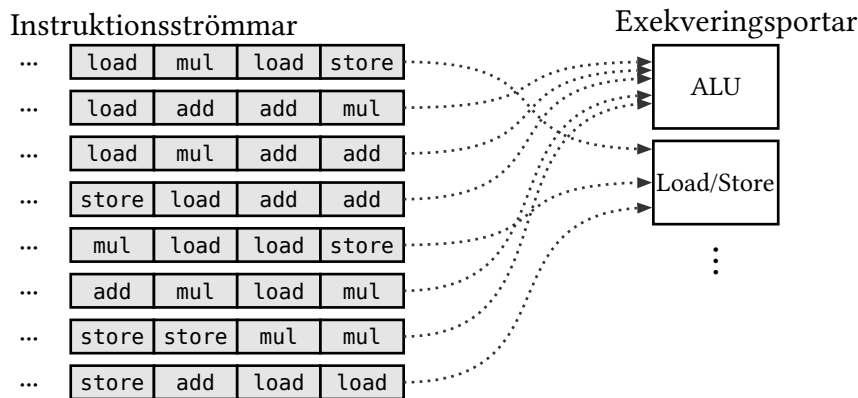 Instruktionsströmmar
Exekveringsportar
... load mul load store
... load add add mul
... load mul add add
... store load add add
... mul load load store
... add mul load mul
... store store mul mul
... store add load load
ALU
Load/Store
⋮